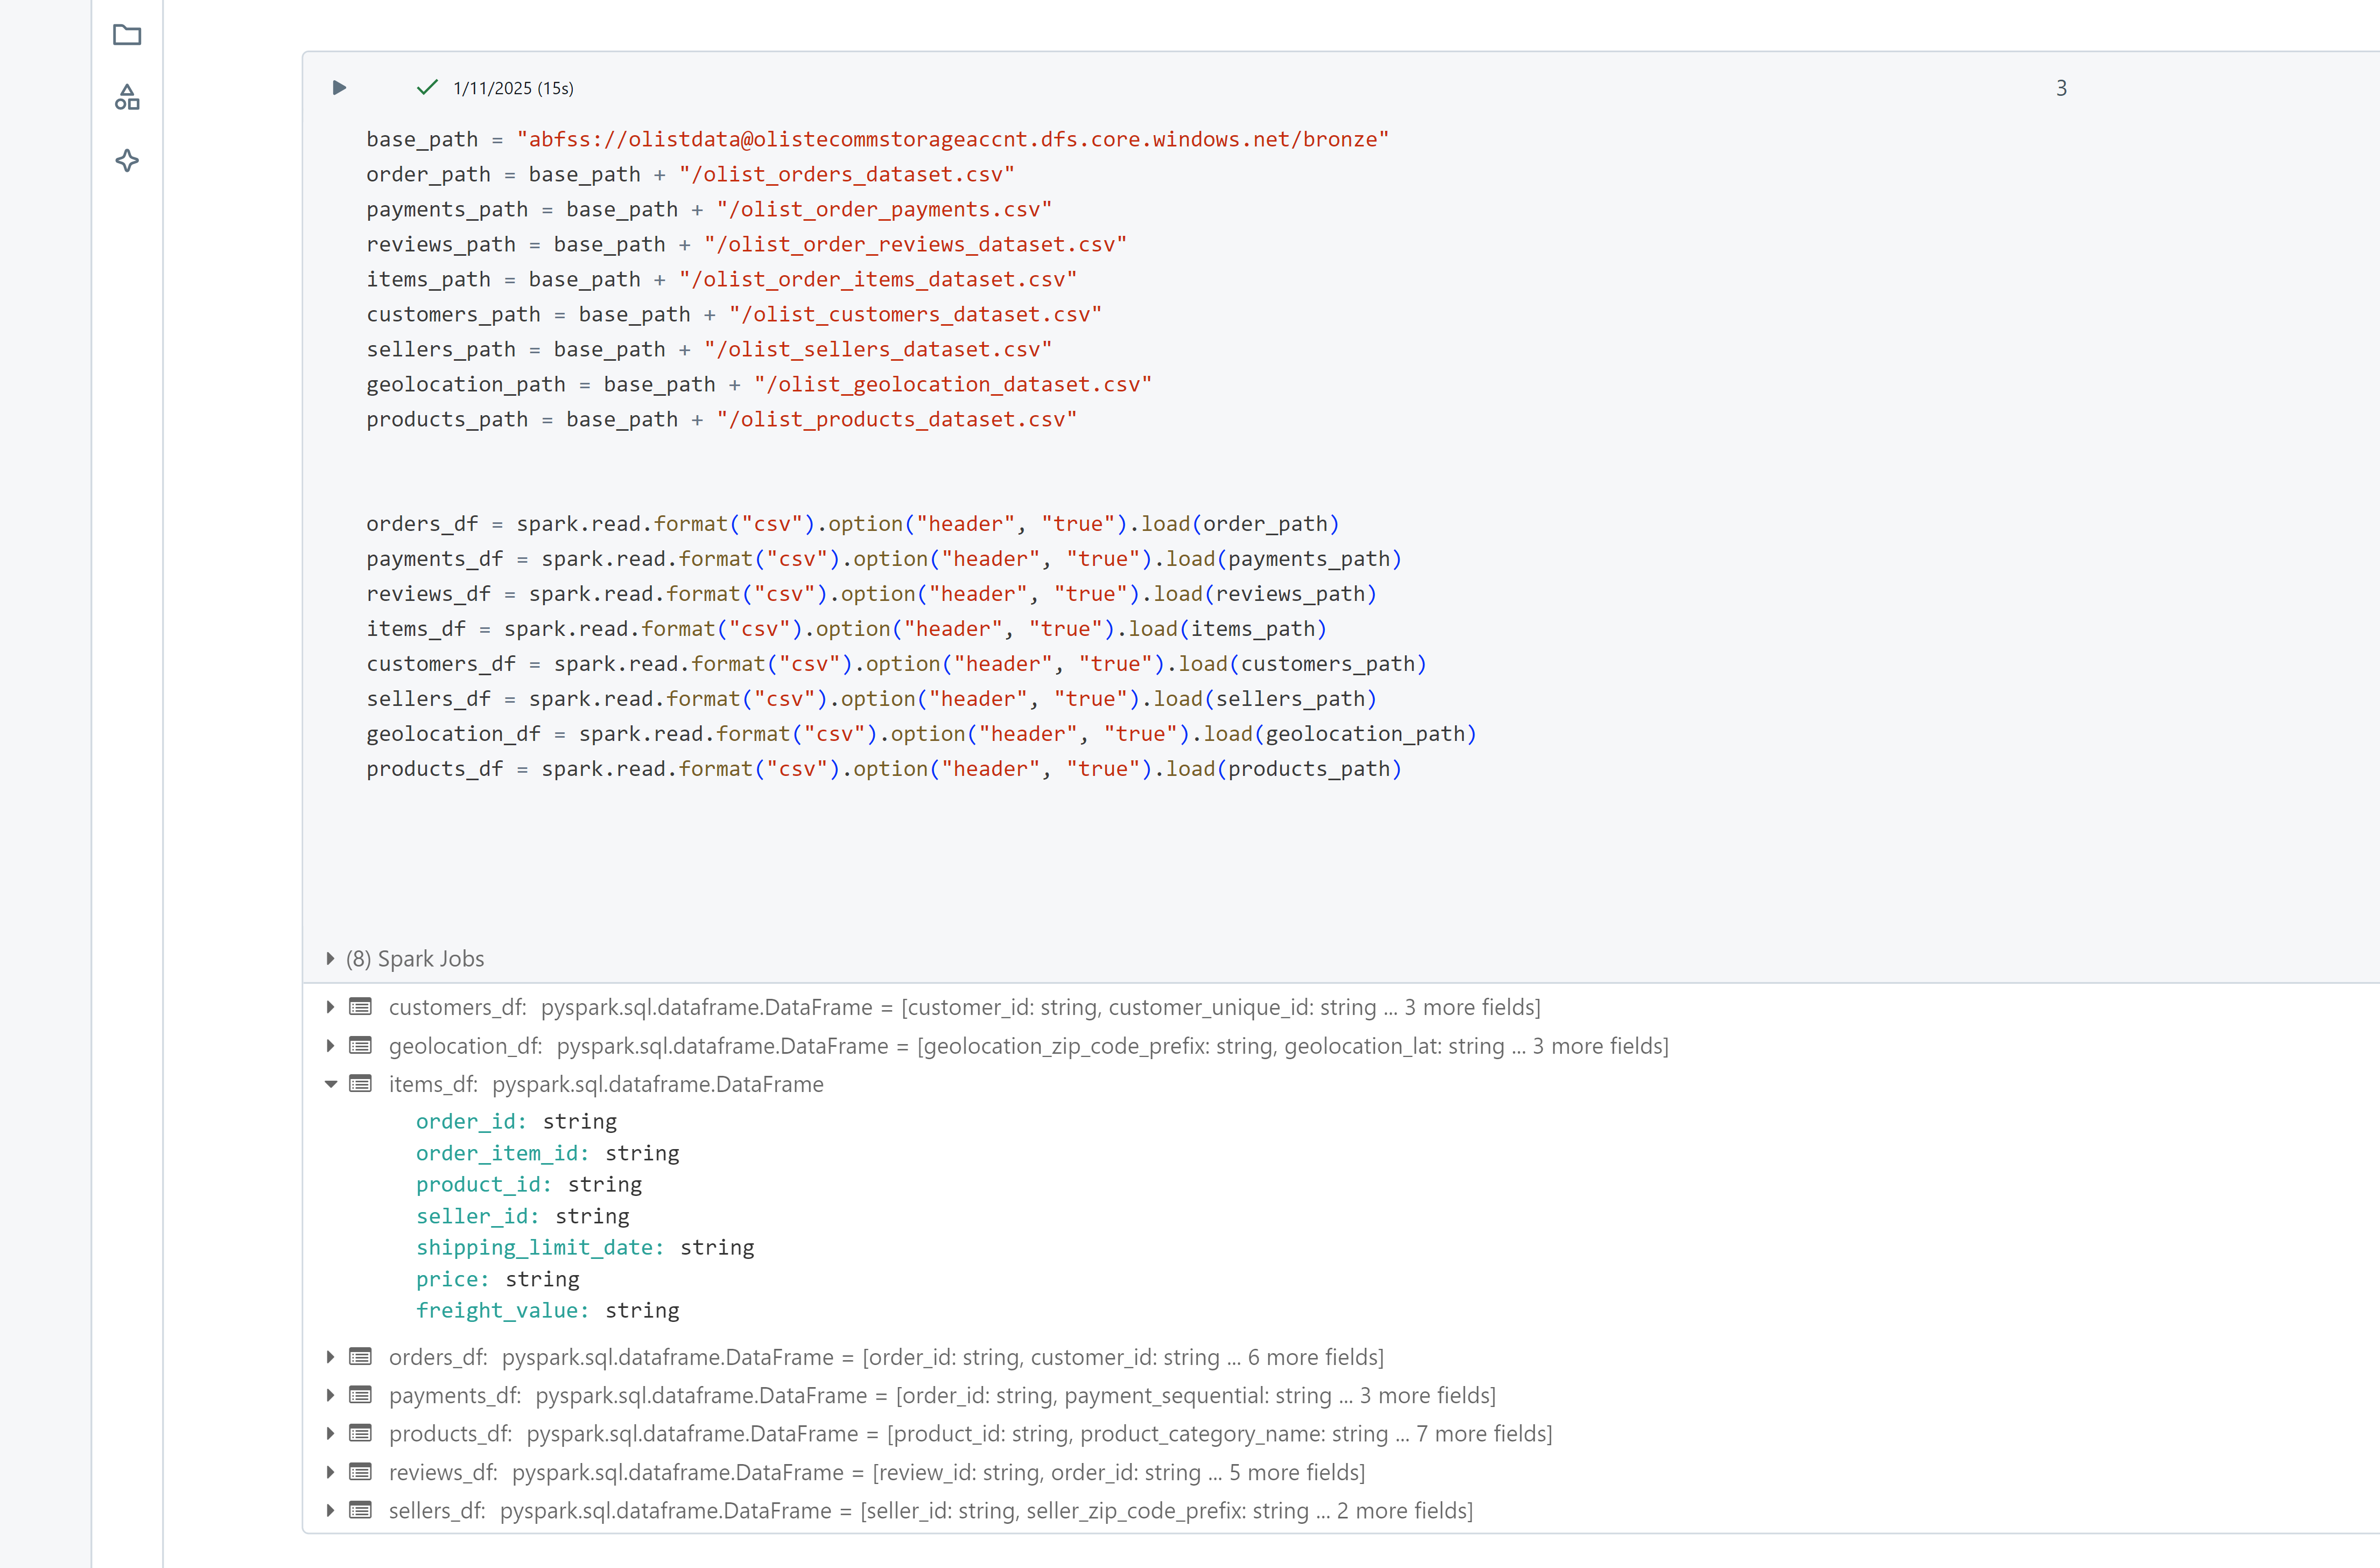 1/11/2025 (15s)
3
base_path = "abfss://olistdata@olistecommstorageaccnt.dfs.core.windows.net/bronze"
order_path = base_path + "/olist_orders_dataset.csv"
payments_path = base_path + "/olist_order_payments.csv"
reviews_path = base_path + "/olist_order_reviews_dataset.csv"
items_path = base_path + "/olist_order_items_dataset.csv"
customers_path = base_path + "/olist_customers_dataset.csv"
sellers_path = base_path + "/olist_sellers_dataset.csv"
geolocation_path = base_path + "/olist_geolocation_dataset.csv"
products_path = base_path + "/olist_products_dataset.csv"
orders_df = spark.read.format("csv").option("header", "true").load(order_path)
payments_df = spark.read.format("csv").option("header", "true").load(payments_path)
reviews_df = spark.read.format("csv").option("header", "true").load(reviews_path)
items_df = spark.read.format("csv").option("header", "true").load(items_path)
customers_df = spark.read.format("csv").option("header", "true").load(customers_path)
sellers_df = spark.read.format("csv").option("header", "true").load(sellers_path)
geolocation_df = spark.read.format("csv").option("header", "true").load(geolocation_path)
products_df = spark.read.format("csv").option("header", "true").load(products_path)
(8) Spark Jobs
customers_df: pyspark.sql.dataframe.DataFrame = [customer_id: string, customer_unique_id: string ... 3 more fields]
geolocation_df: pyspark.sql.dataframe.DataFrame = [geolocation_zip_code_prefix: string, geolocation_lat: string ... 3 more fields]
items_df: pyspark.sql.dataframe.DataFrame
order_id: string
order_item_id: string
product_id: string
seller_id: string
shipping_limit_date: string
price: string
freight_value: string
orders_df: pyspark.sql.dataframe.DataFrame = [order_id: string, customer_id: string ... 6 more fields]
payments_df: pyspark.sql.dataframe.DataFrame = [order_id: string, payment_sequential: string ... 3 more fields]
products_df: pyspark.sql.dataframe.DataFrame = [product_id: string, product_category_name: string ... 7 more fields]
reviews_df: pyspark.sql.dataframe.DataFrame = [review_id: string, order_id: string ... 5 more fields]
sellers_df: pyspark.sql.dataframe.DataFrame = [seller_id: string, seller_zip_code_prefix: string ... 2 more fields]